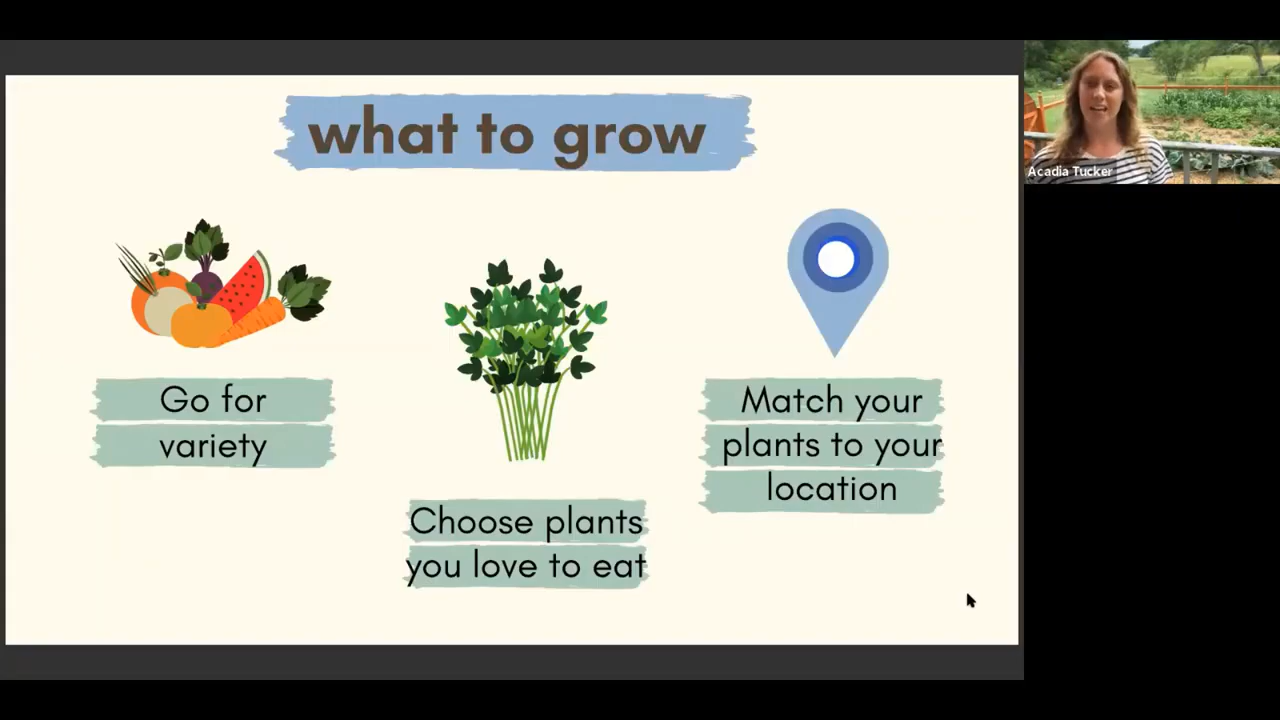 what to grow
Go for
variety
Choose plants
you love to eat
Match your
plants to your
location
Acadia Tucker